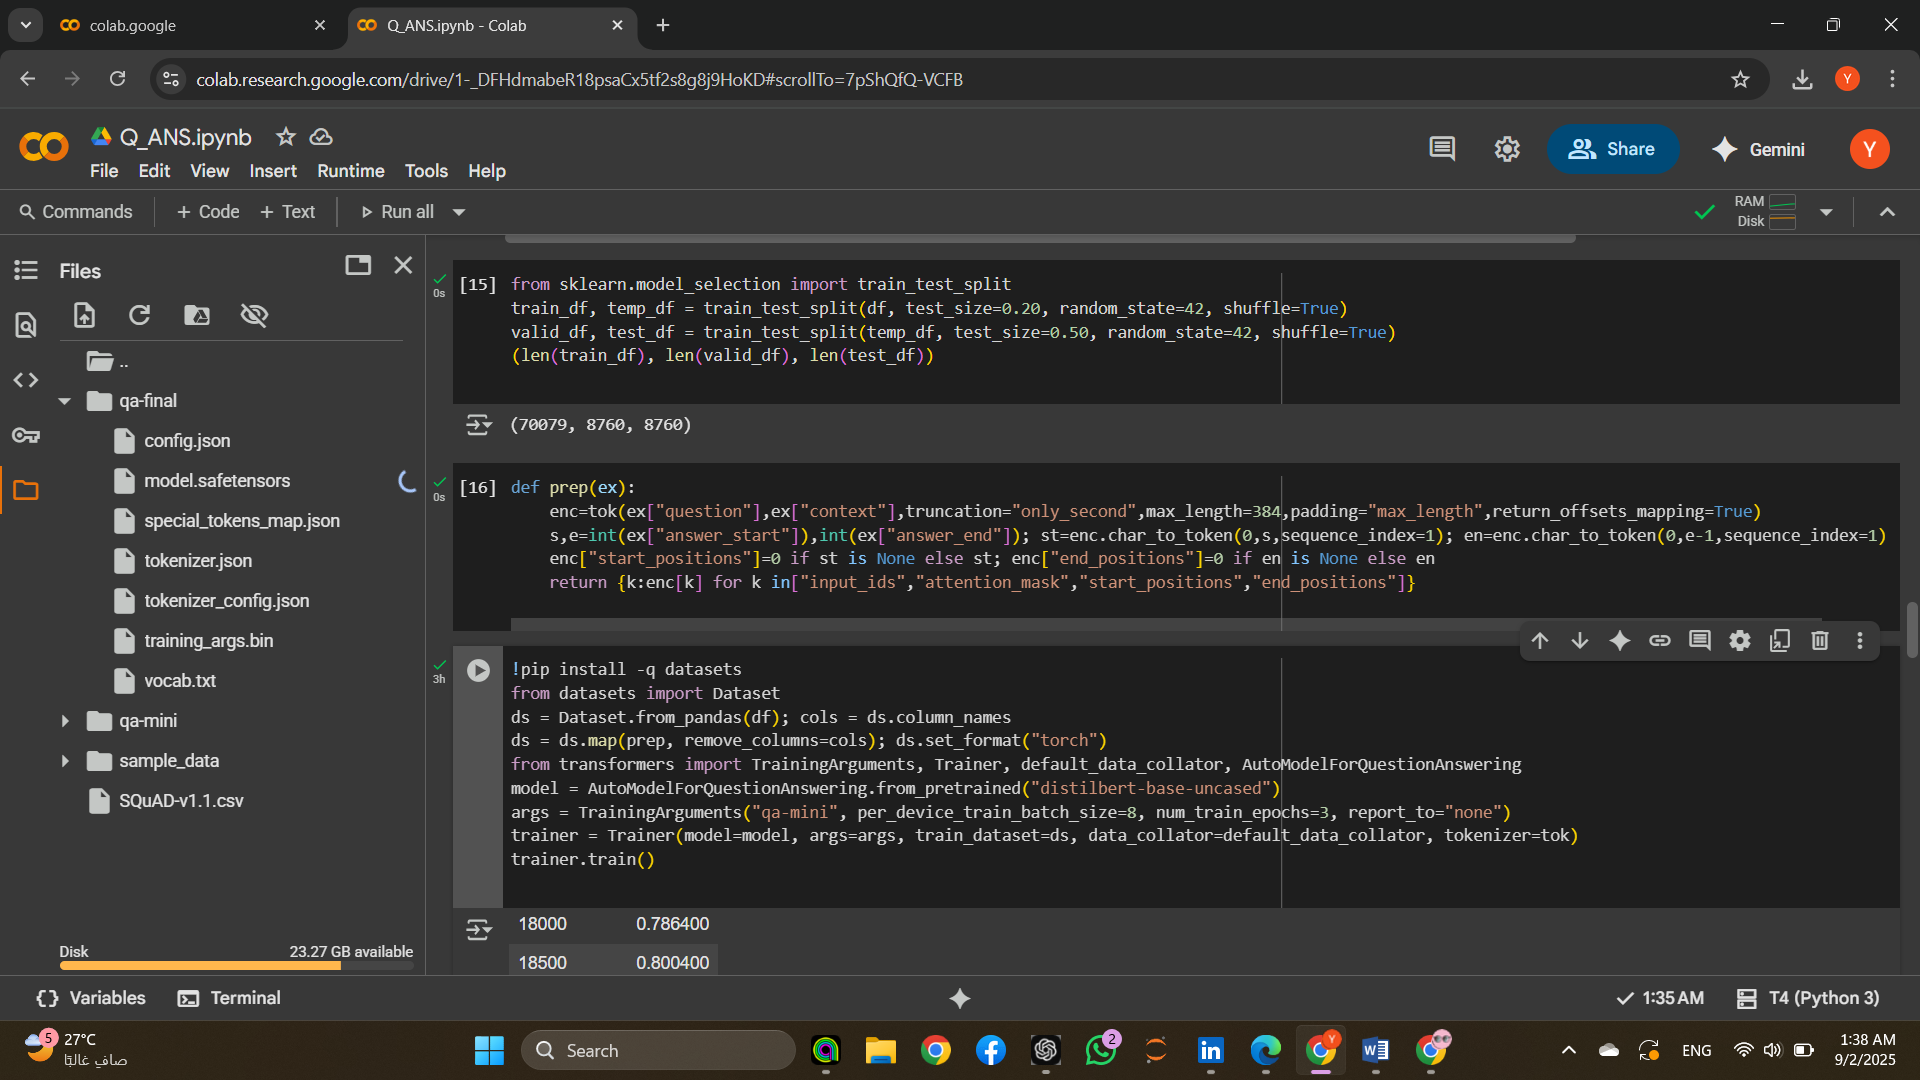 colab.google
Q_ANS.ipynb - Colab
colab.research.google.com/drive/1-_DFHdmabeR18psaCx5tf2s8g8j9HoKD#scrollTo=7pShQfQ-VCFB
Y
Q_ANS.ipynb
Share
Gemini
Y
File Edit View Insert Runtime Tools Help
Commands + Code + Text Run all
RAM
Disk
Files
..
qa-final
config.json
model.safetensors
special_tokens_map.json
tokenizer.json
tokenizer_config.json
training_args.bin
vocab.txt
qa-mini
sample_data
SQuAD-v1.1.csv
Disk 23.27 GB available
0s
[15] from sklearn.model_selection import train_test_split
train_df, temp_df = train_test_split(df, test_size=0.20, random_state=42, shuffle=True)
valid_df, test_df = train_test_split(temp_df, test_size=0.50, random_state=42, shuffle=True)
(len(train_df), len(valid_df), len(test_df))
(70079, 8760, 8760)
0s
[16] def prep(ex):
enc=tok(ex["question"],ex["context"],truncation="only_second",max_length=384,padding="max_length",return_offsets_mapping=True)
s,e=int(ex["answer_start"]),int(ex["answer_end"]); st=enc.char_to_token(0,s,sequence_index=1); en=enc.char_to_token(0,e-1,sequence_index=1)
enc["start_positions"]=0 if st is None else st; enc["end_positions"]=0 if en is None else en
return {k:enc[k] for k in["input_ids","attention_mask","start_positions","end_positions"]}
3h
!pip install -q datasets
from datasets import Dataset
ds = Dataset.from_pandas(df); cols = ds.column_names
ds = ds.map(prep, remove_columns=cols); ds.set_format("torch")
from transformers import TrainingArguments, Trainer, default_data_collator, AutoModelForQuestionAnswering
model = AutoModelForQuestionAnswering.from_pretrained("distilbert-base-uncased")
args = TrainingArguments("qa-mini", per_device_train_batch_size=8, num_train_epochs=3, report_to="none")
trainer = Trainer(model=model, args=args, train_dataset=ds, data_collator=default_data_collator, tokenizer=tok)
trainer.train()
18000 0.786400
18500 0.800400
Variables Terminal
1:35 AM T4 (Python 3)
5
27°C
صافٍ غالبًا
Search
2
in
Y
ENG
1:38 AM
9/2/2025